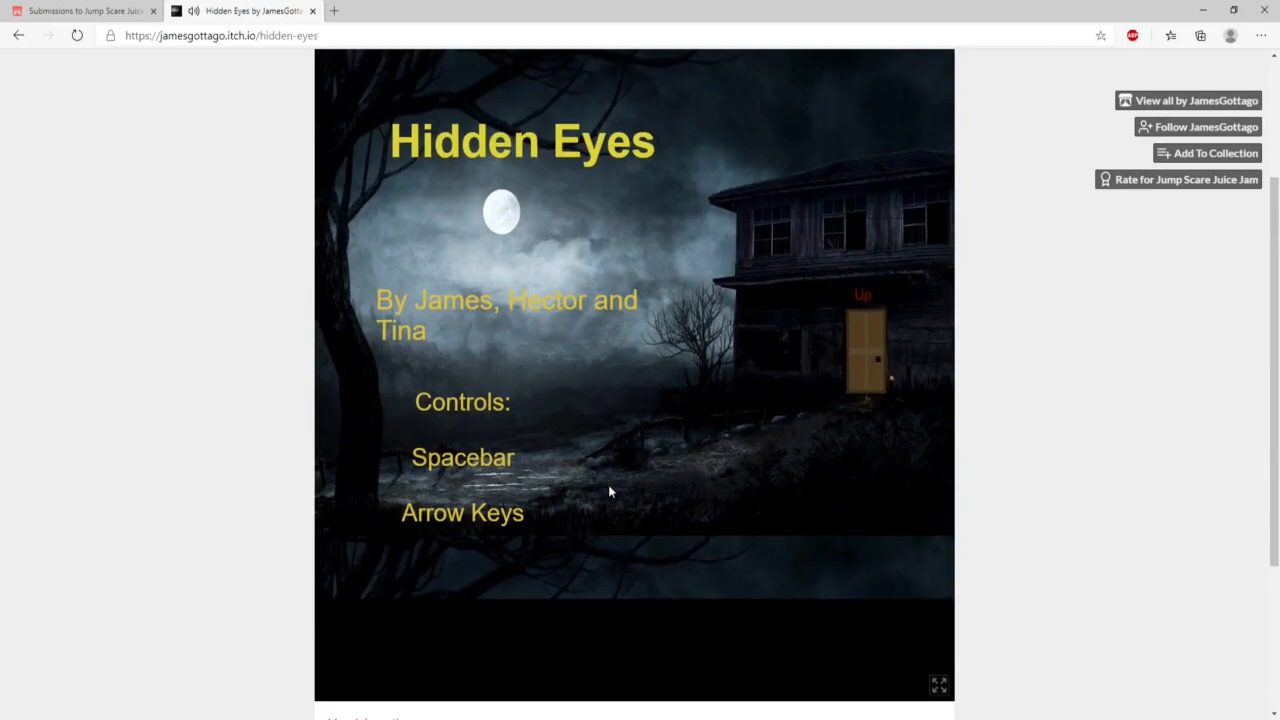 Submissions to Jump Scare Juice
Hidden Eyes by JamesGotta
https://jamesgottago.itch.io/hidden-eyes
ABP
View all by JamesGottago
Follow JamesGottago
Add To Collection
Rate for Jump Scare Juice Jam
Hidden Eyes
By James, Hector and
Tina
Up
Controls:
Spacebar
Arrow Keys